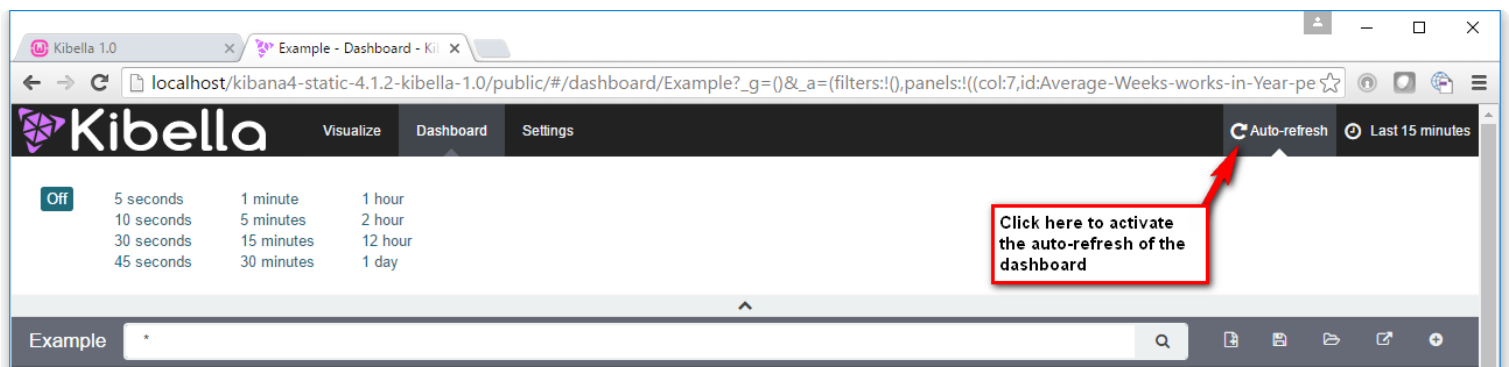 Kibella 1.0
Example - Dashboard - Ki
localhost/kibana4-static-4.1.2-kibella-1.0/public/#/dashboard/Example?_g=()&_a=(filters:!(),panels:!((col:7,id:Average-Weeks-works-in-Year-pe
Kibella Visualize Dashboard Settings Auto-refresh Last 15 minutes
Off 5 seconds 1 minute 1 hour
10 seconds 5 minutes 2 hour
30 seconds 15 minutes 12 hour
45 seconds 30 minutes 1 day
Click here to activate
the auto-refresh of the
dashboard
Example *